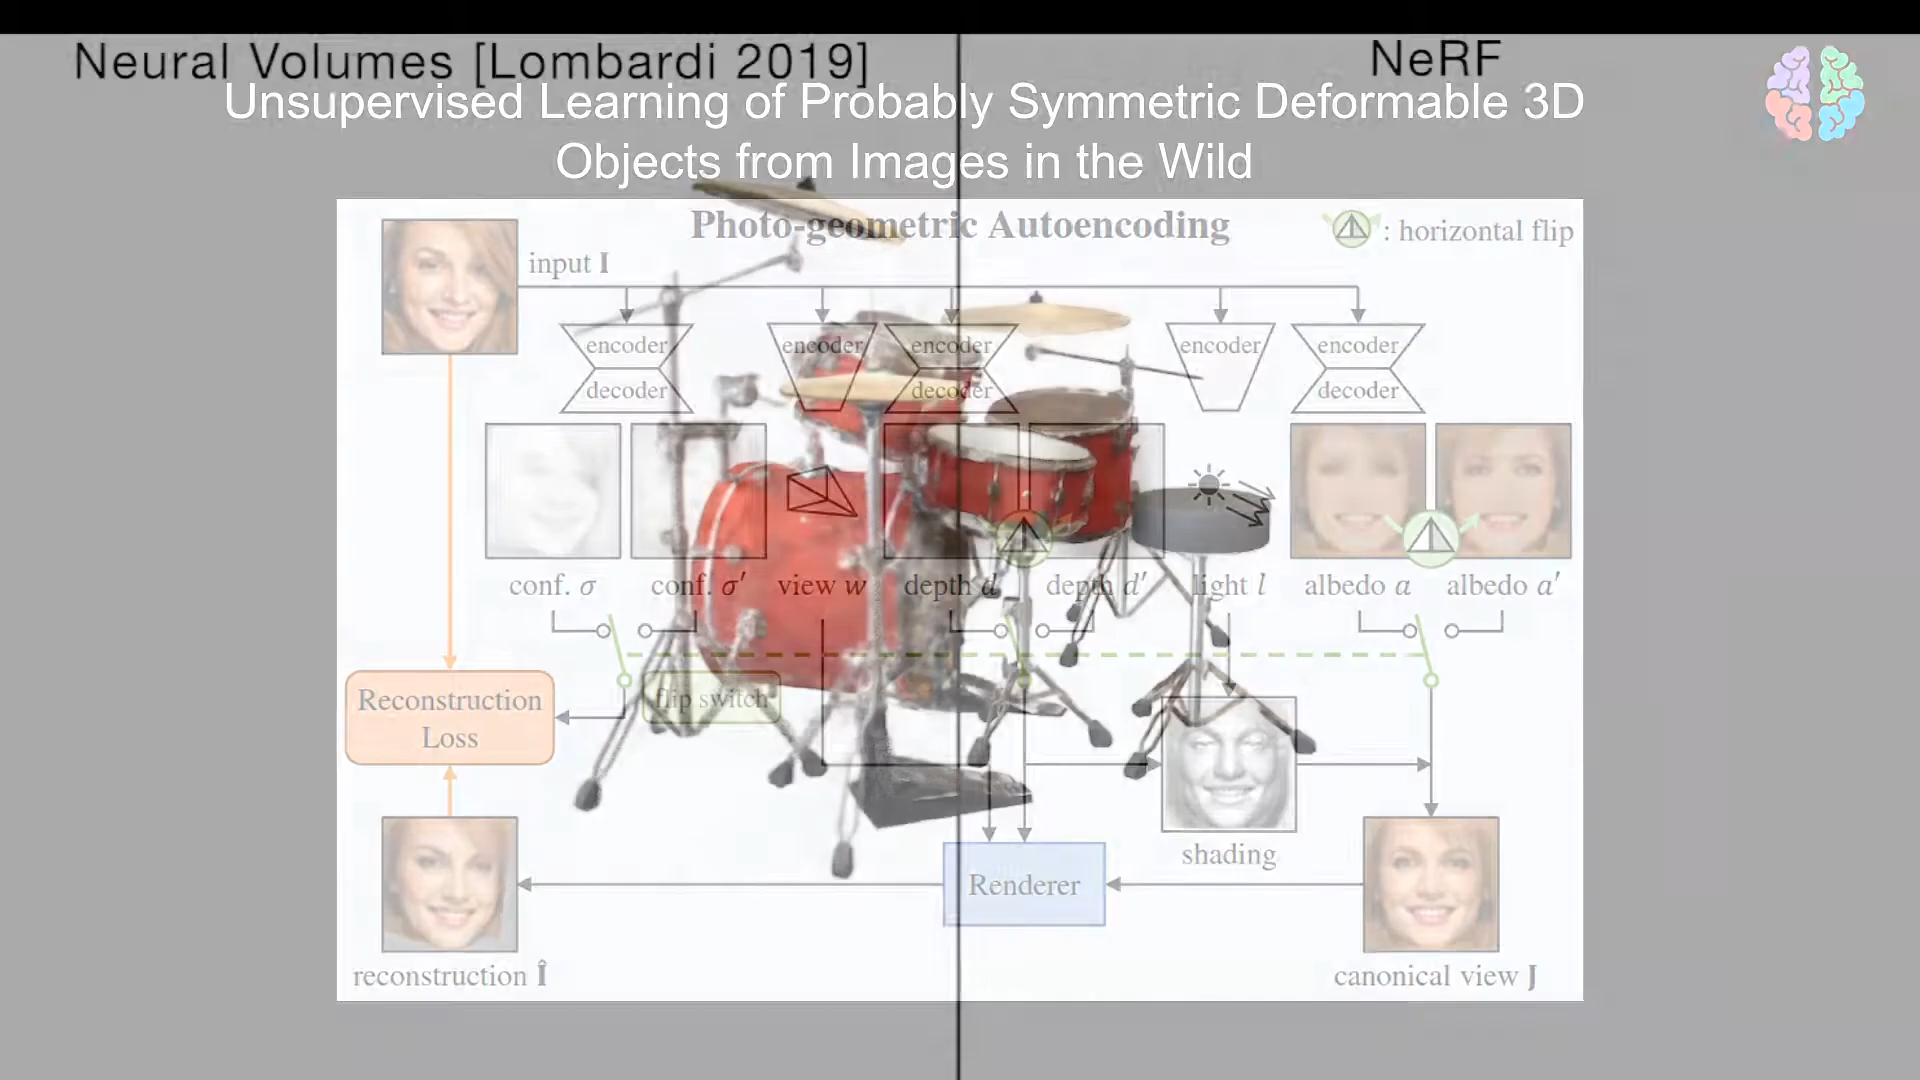 Neural Volumes [Lombardi 2019]
NeRF
Unsupervised Learning of Probably Symmetric Deformable 3D
Objects from Images in the Wild
Photo-geometric Autoencoding
: horizontal flip
input I
encoder
encoder
encoder
encoder
encoder
decoder
decoder
decoder
conf. σ
conf. σ′
view w
depth d
depth d′
light l
albedo a
albedo a′
flip switch
Reconstruction
Loss
shading
Renderer
reconstruction Î
canonical view J